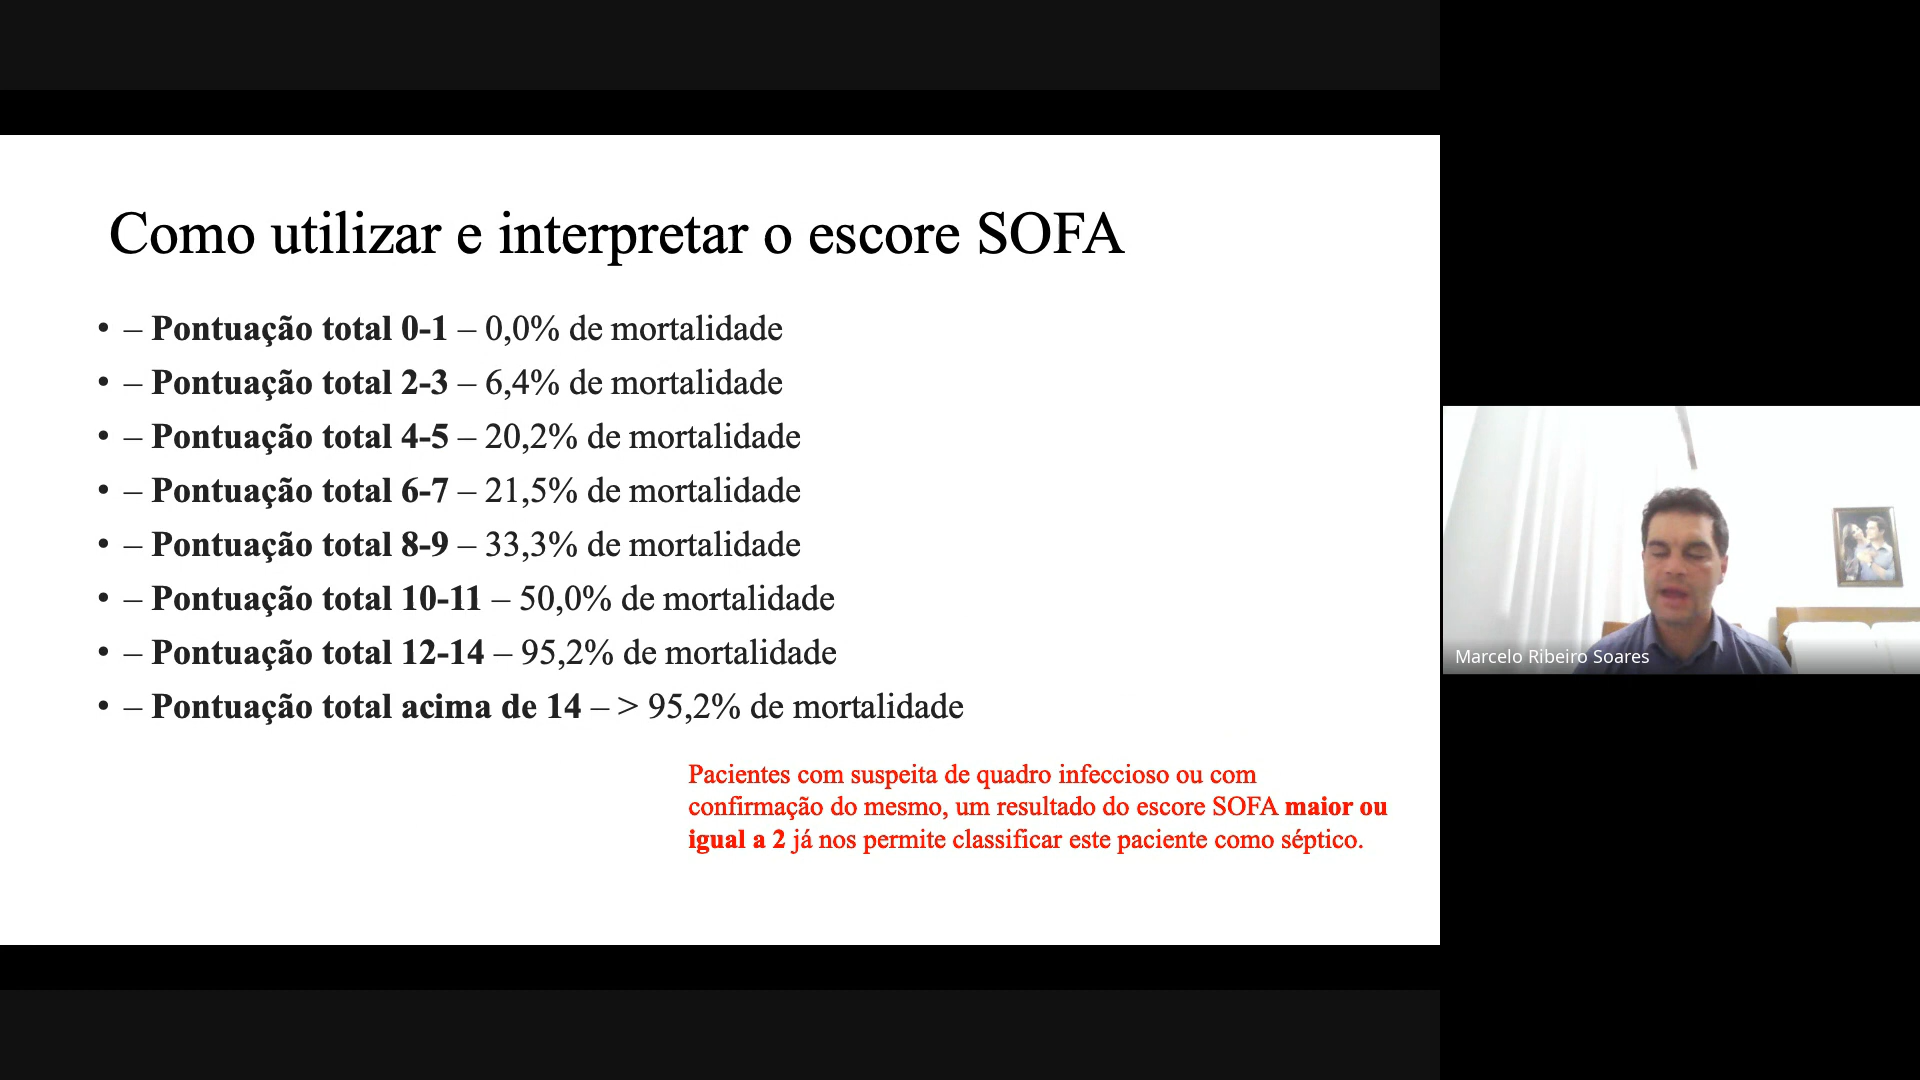 Como utilizar e interpretar o escore SOFA
• – Pontuação total 0-1 – 0,0% de mortalidade
• – Pontuação total 2-3 – 6,4% de mortalidade
• – Pontuação total 4-5 – 20,2% de mortalidade
• – Pontuação total 6-7 – 21,5% de mortalidade
• – Pontuação total 8-9 – 33,3% de mortalidade
• – Pontuação total 10-11 – 50,0% de mortalidade
• – Pontuação total 12-14 – 95,2% de mortalidade
• – Pontuação total acima de 14 – > 95,2% de mortalidade
Pacientes com suspeita de quadro infeccioso ou com
confirmação do mesmo, um resultado do escore SOFA maior ou
igual a 2 já nos permite classificar este paciente como séptico.
Marcelo Ribeiro Soares